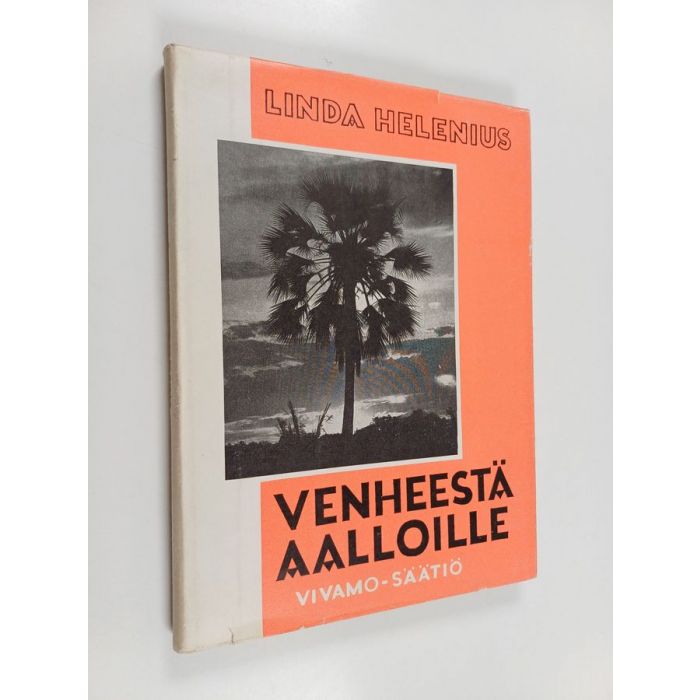 LINDA HELENIUS
VENHEESTÄ
AALLOILLE
VIVAMO-SÄÄTIÖ